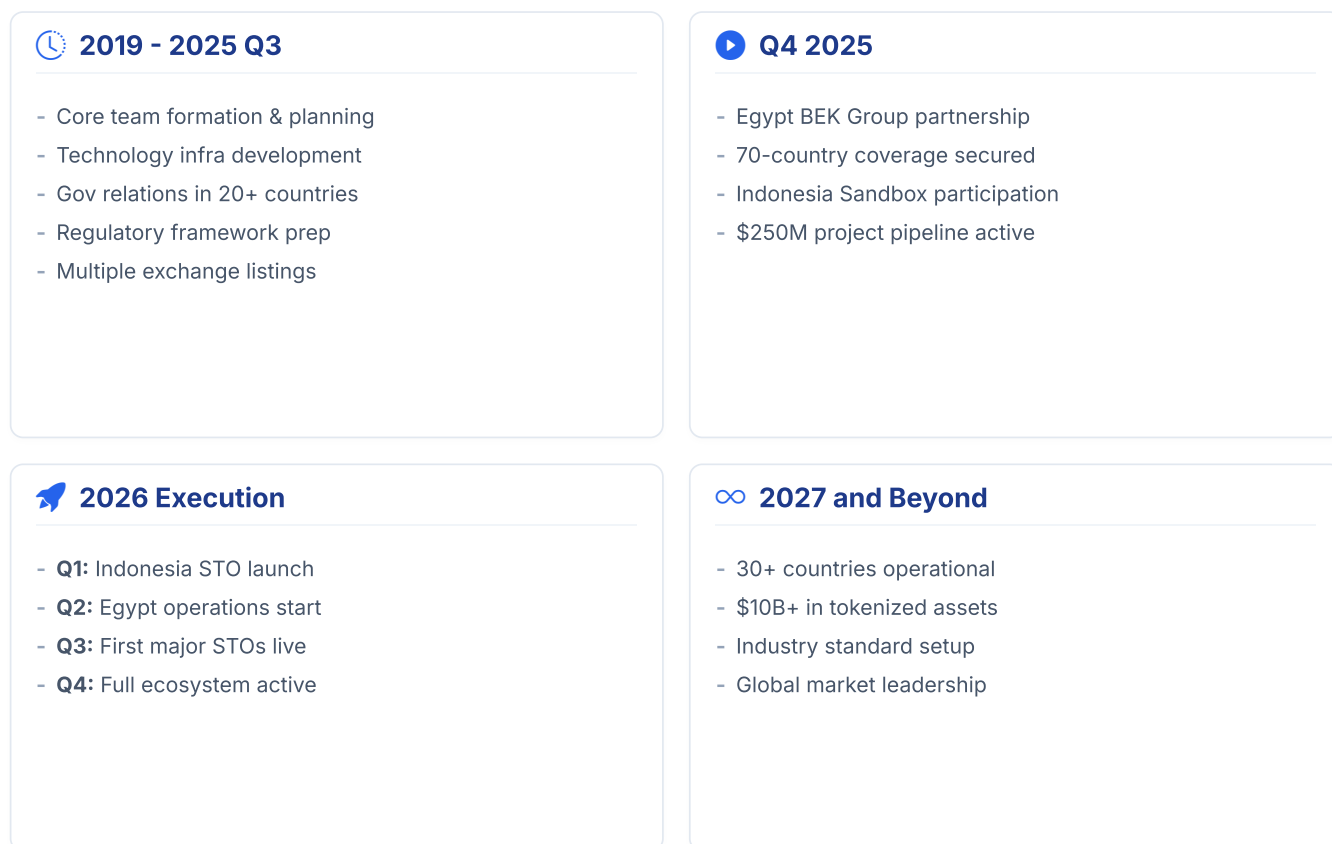 2019 - 2025 Q3
- Core team formation & planning
- Technology infra development
- Gov relations in 20+ countries
- Regulatory framework prep
- Multiple exchange listings
Q4 2025
- Egypt BEK Group partnership
- 70-country coverage secured
- Indonesia Sandbox participation
- $250M project pipeline active
2026 Execution
- Q1: Indonesia STO launch
- Q2: Egypt operations start
- Q3: First major STOs live
- Q4: Full ecosystem active
2027 and Beyond
- 30+ countries operational
- $10B+ in tokenized assets
- Industry standard setup
- Global market leadership